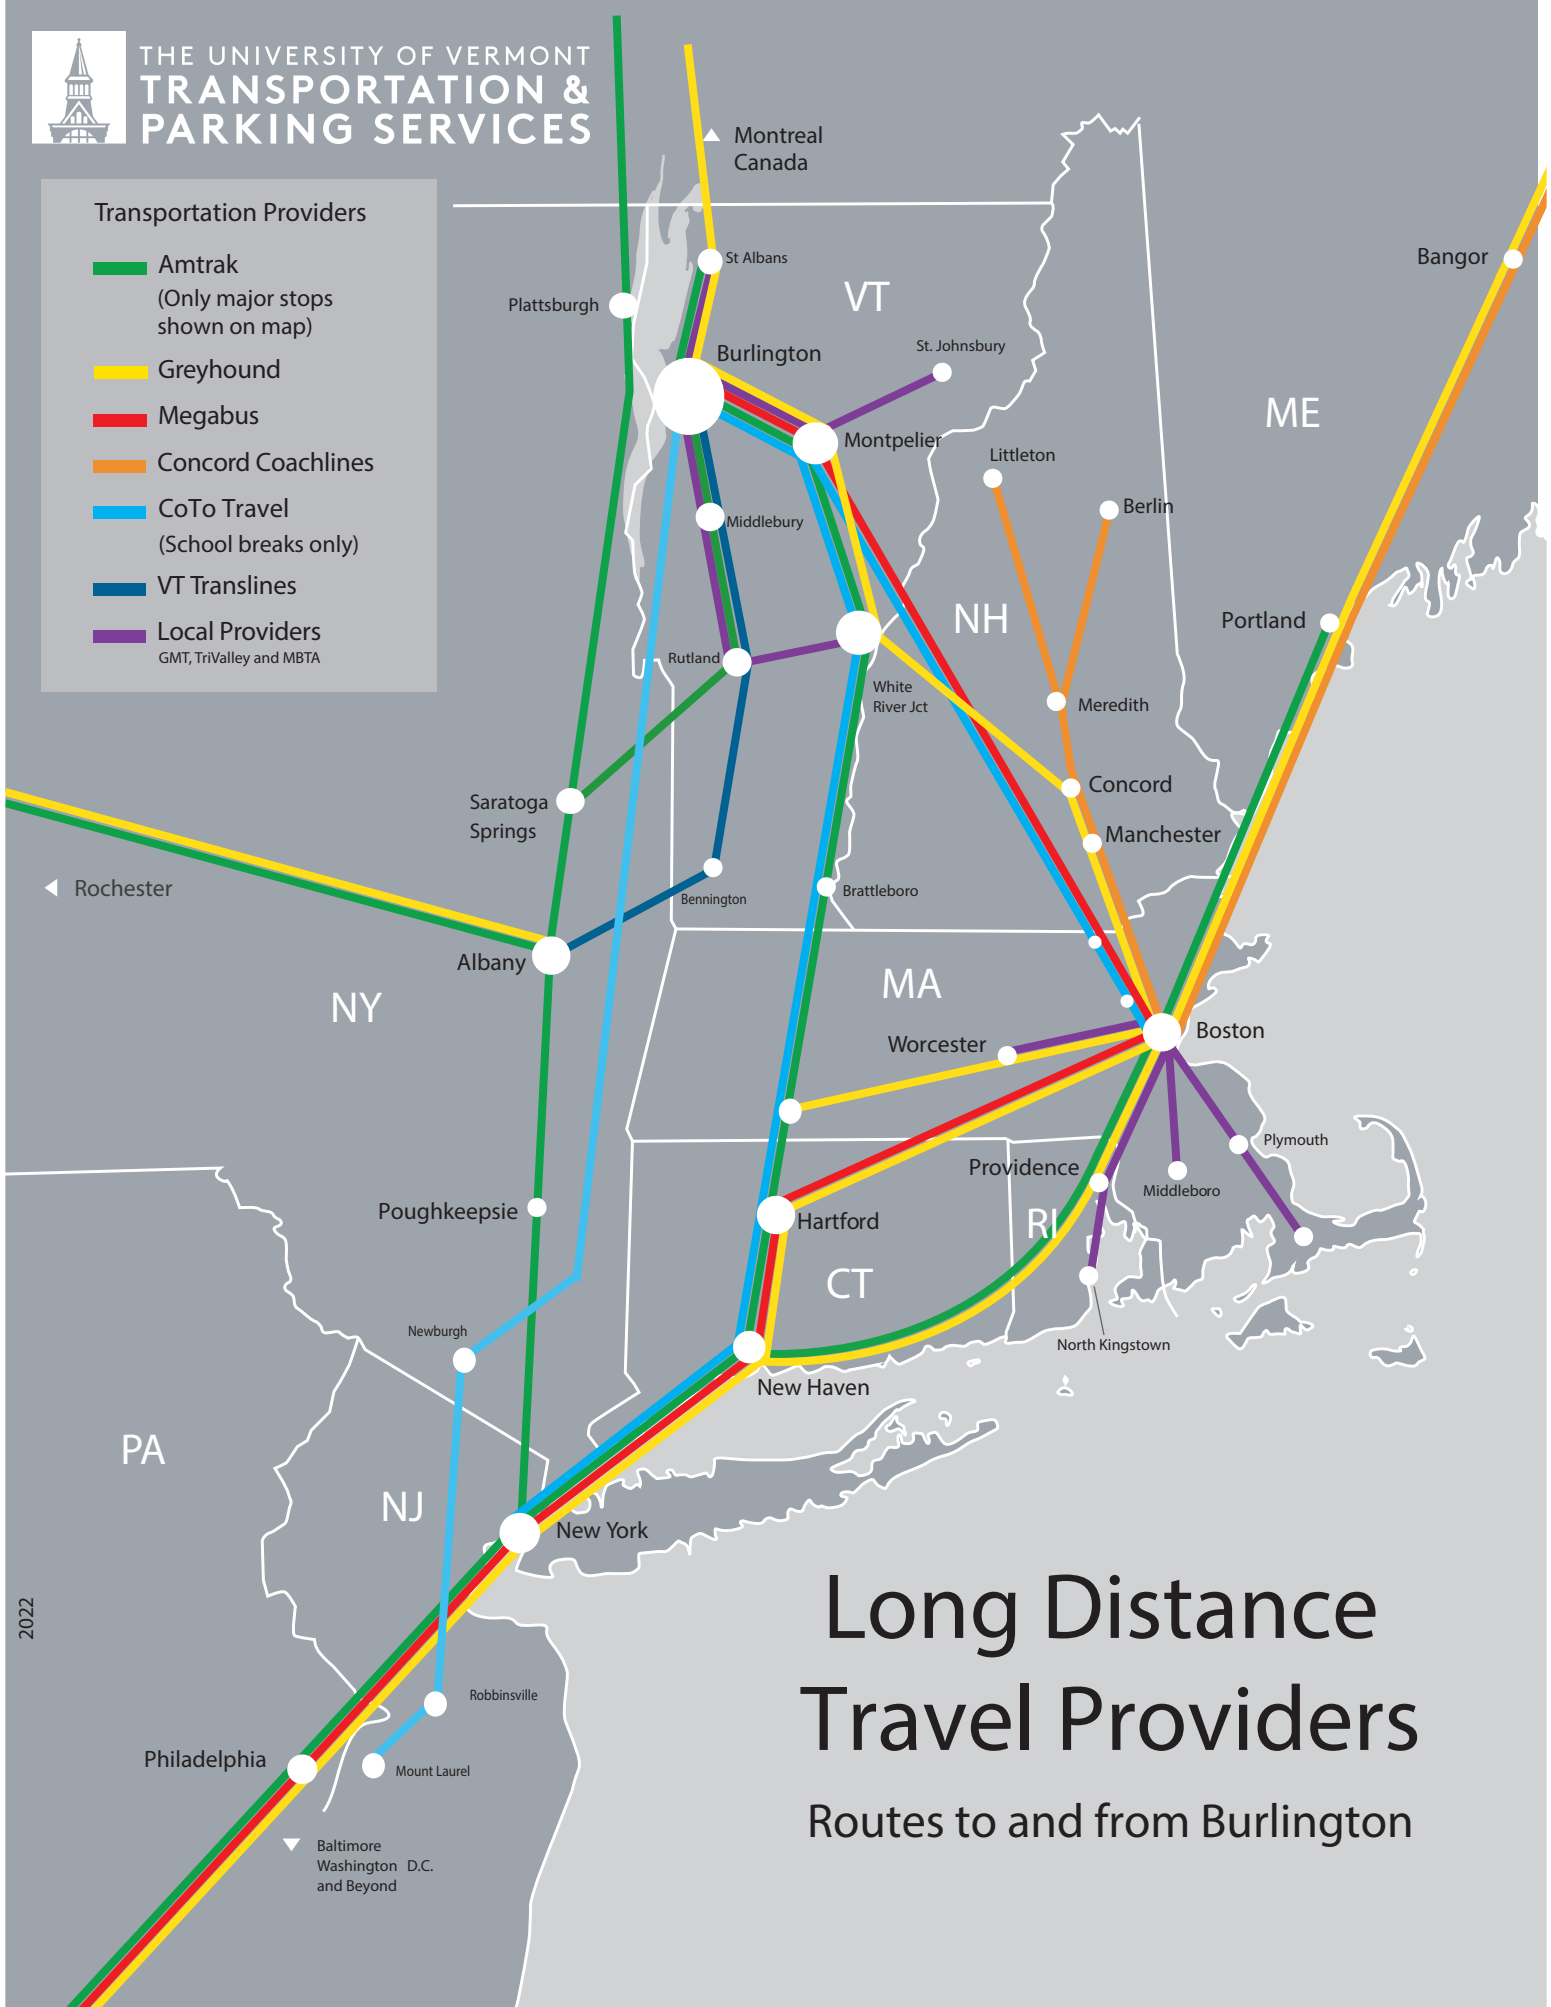 THE UNIVERSITY OF VERMONT
TRANSPORTATION &
PARKING SERVICES
Transportation Providers
Amtrak
(Only major stops
shown on map)
Greyhound
Megabus
Concord Coachlines
CoTo Travel
(School breaks only)
VT Translines
Local Providers
GMT, TriValley and MBTA
Montreal
Canada
St Albans
Plattsburgh
VT
Bangor
Burlington
St. Johnsbury
ME
Montpelier
Littleton
Berlin
Middlebury
NH
Portland
Rutland
White
River Jct
Meredith
Saratoga
Springs
Concord
Manchester
Rochester
Bennington
Brattleboro
Albany
NY
MA
Worcester
Boston
Plymouth
Providence
Middleboro
Poughkeepsie
Hartford
RI
CT
Newburgh
North Kingstown
New Haven
PA
NJ
New York
2022
Robbinsville
Philadelphia
Mount Laurel
Baltimore
Washington D.C.
and Beyond
Long Distance
Travel Providers
Routes to and from Burlington